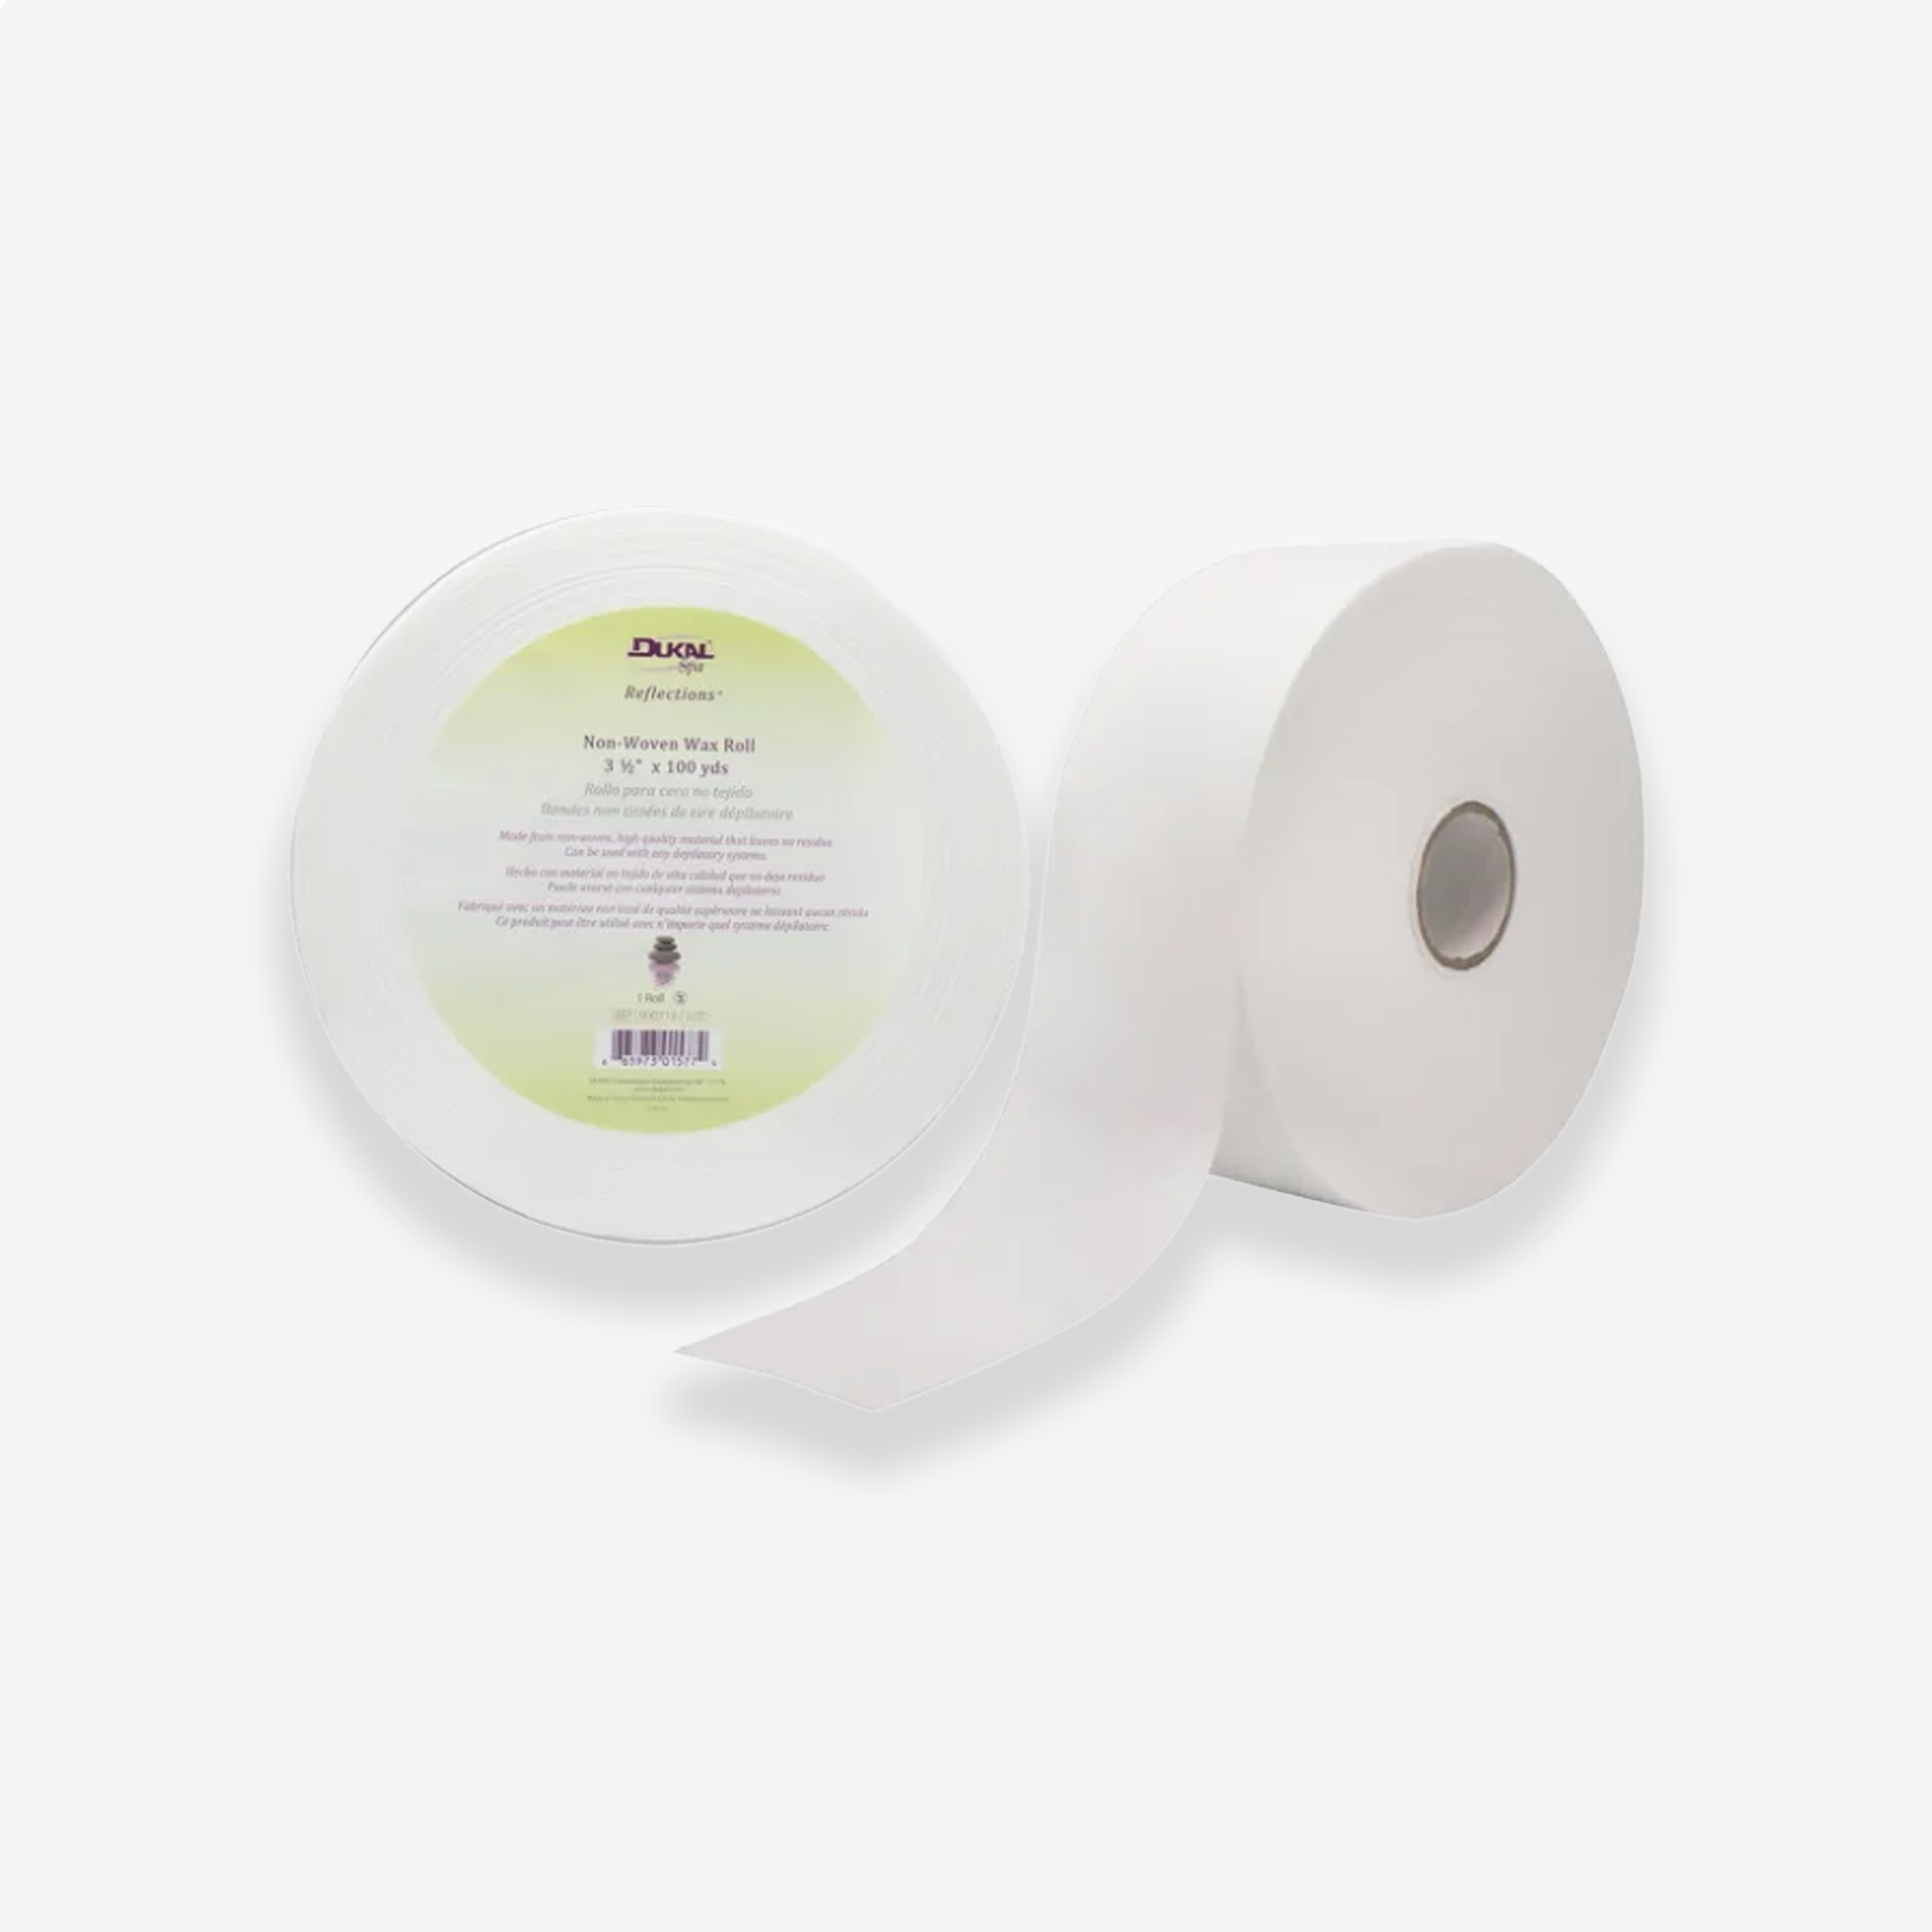 DUKAL
Spa
Reflections
Non-Woven Wax Roll
3 ½" x 100 yds
Rollo para cera no tejido
Bandes non tissées de cire dépilatoire
Made from non-woven, high quality material that leaves no residue
Can be used with any depilatory systems.
Hecho con material no tejido de alta calidad que no deja residuo
Puede usarse con cualquier sistema depilatorio.
Fabriqué avec un matériau non tissé de qualité supérieure ne laissant aucun résidu
Ce produit peut être utilisé avec n'importe quel système dépilatoire.
1 Roll
6 65973 01577 4